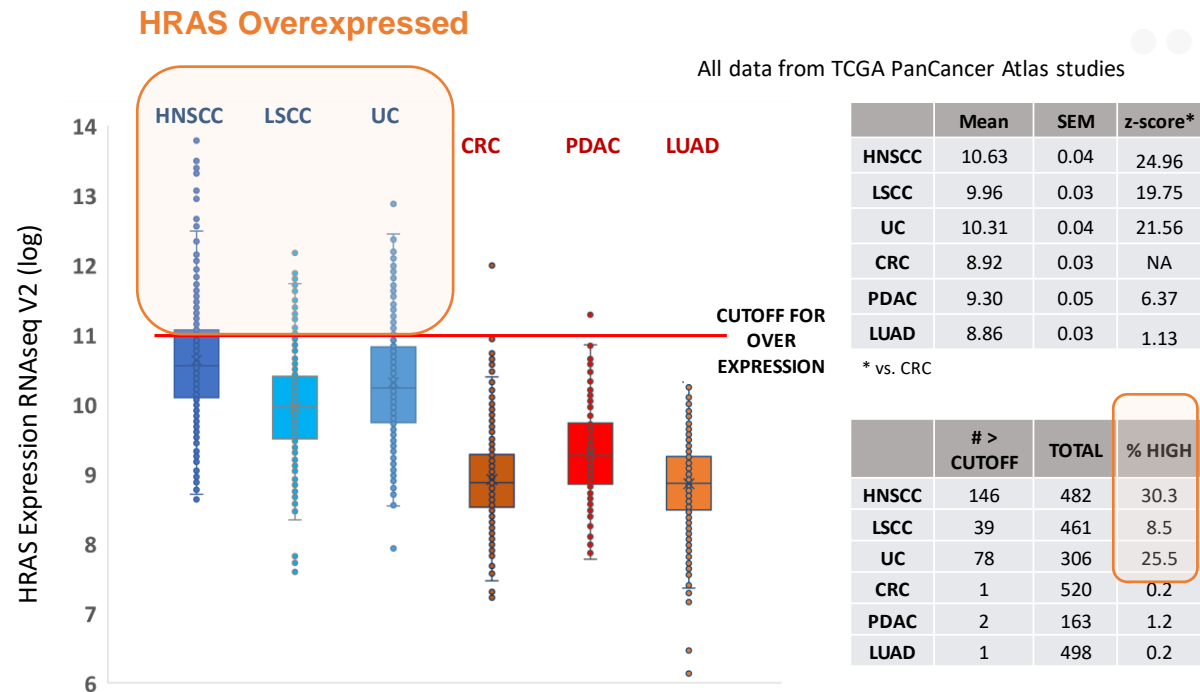 HRAS Overexpressed
All data from TCGA PanCancer Atlas studies
HRAS Expression RNAseq V2 (log)
14
13
12
11
10
9
8
7
6
HNSCC LSCC UC
CRC PDAC LUAD
CUTOFF FOR
OVER
EXPRESSION
Mean SEM z-score*
HNSCC 10.63 0.04 24.96
LSCC 9.96 0.03 19.75
UC 10.31 0.04 21.56
CRC 8.92 0.03 NA
PDAC 9.30 0.05 6.37
LUAD 8.86 0.03 1.13
* vs. CRC
# >
CUTOFF TOTAL % HIGH
HNSCC 146 482 30.3
LSCC 39 461 8.5
UC 78 306 25.5
CRC 1 520 0.2
PDAC 2 163 1.2
LUAD 1 498 0.2